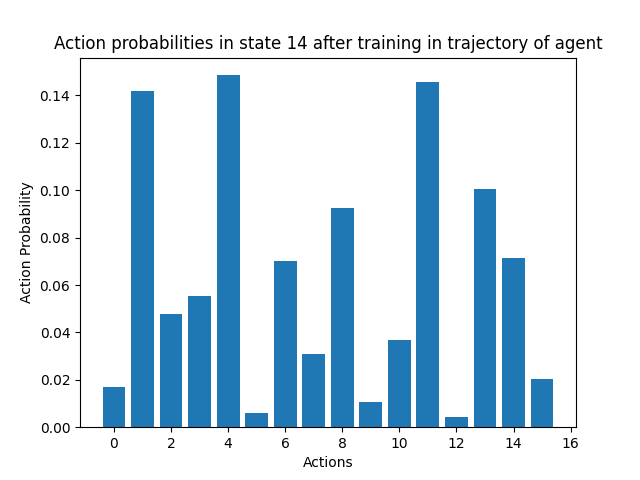 Action probabilities in state 14 after training in trajectory of agent
0.14
0.12
0.10
0.08
0.06
0.04
0.02
0.00
Action Probability
0 2 4 6 8 10 12 14 16
Actions